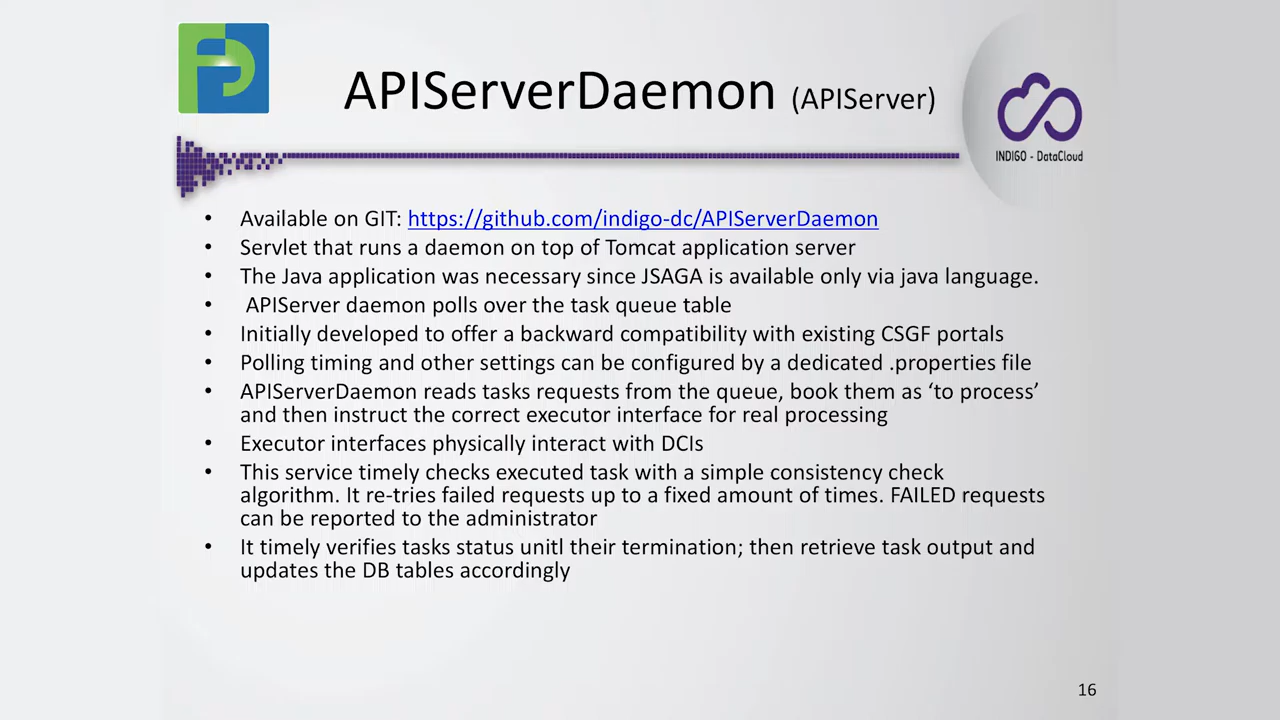 APIServerDaemon (APIServer)
INDIGO - DataCloud
• Available on GIT: https://github.com/indigo-dc/APIServerDaemon
• Servlet that runs a daemon on top of Tomcat application server
• The Java application was necessary since JSAGA is available only via java language.
• APIServer daemon polls over the task queue table
• Initially developed to offer a backward compatibility with existing CSGF portals
• Polling timing and other settings can be configured by a dedicated .properties file
• APIServerDaemon reads tasks requests from the queue, book them as ‘to process’
and then instruct the correct executor interface for real processing
• Executor interfaces physically interact with DCIs
• This service timely checks executed task with a simple consistency check
algorithm. It re-tries failed requests up to a fixed amount of times. FAILED requests
can be reported to the administrator
• It timely verifies tasks status unitl their termination; then retrieve task output and
updates the DB tables accordingly
16